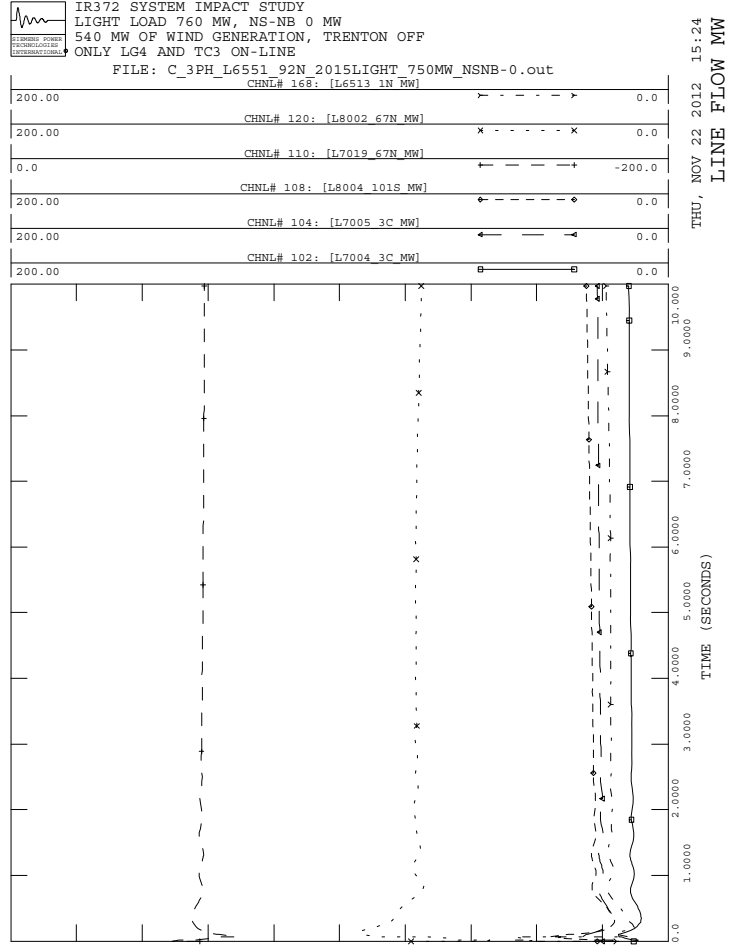 IR372 SYSTEM IMPACT STUDY
LIGHT LOAD 760 MW, NS-NB 0 MW
540 MW OF WIND GENERATION, TRENTON OFF
ONLY LG4 AND TC3 ON-LINE
SIEMENS POWER
TECHNOLOGIES
INTERNATIONAL
FILE: C_3PH_L6551_92N_2015LIGHT_750MW_NSNB-0.out
CHNL# 168: [L6513_1N_MW]
200.00 0.0
CHNL# 120: [L8002_67N_MW]
200.00 0.0
CHNL# 110: [L7019_67N_MW]
0.0 -200.0
CHNL# 108: [L8004_101S_MW]
200.00 0.0
CHNL# 104: [L7005_3C_MW]
200.00 0.0
CHNL# 102: [L7004_3C_MW]
200.00 0.0
THU, NOV 22 2012 15:24
LINE FLOW MW
10.000
9.0000
8.0000
7.0000
6.0000
5.0000
4.0000
3.0000
2.0000
1.0000
0.0
TIME (SECONDS)